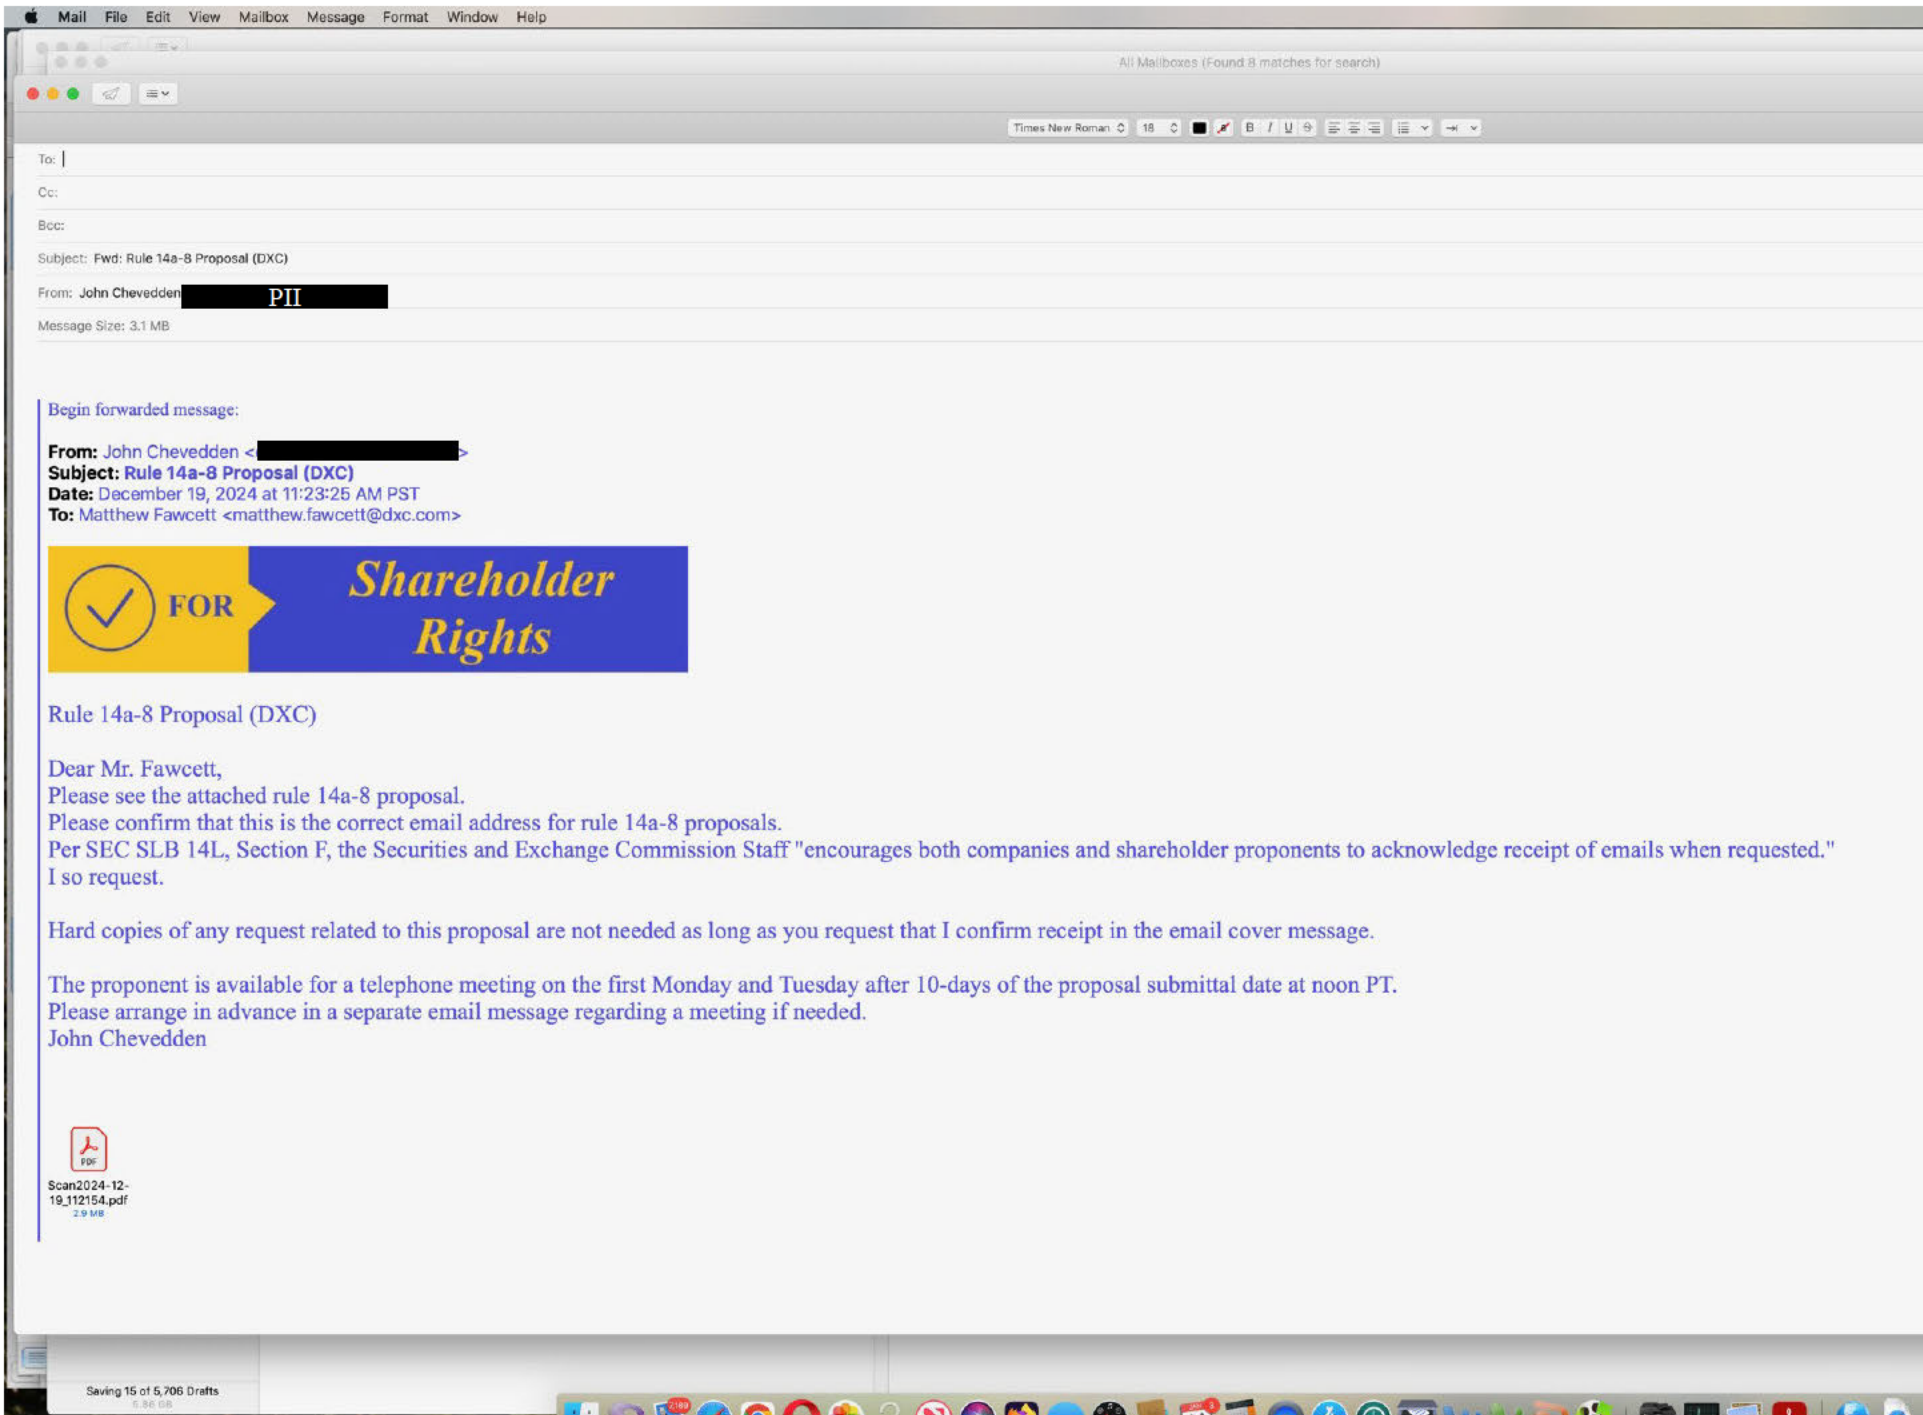 Mail File Edit View Mailbox Message Format Window Help
All Mailboxes (Found 8 matches for search)
Times New Roman 18 B I U S
To:
Cc:
Bcc:
Subject: Fwd: Rule 14a-8 Proposal (DXC)
From: John Chevedden PII
Message Size: 3.1 MB
Begin forwarded message:
From: John Chevedden < >
Subject: Rule 14a-8 Proposal (DXC)
Date: December 19, 2024 at 11:23:25 AM PST
To: Matthew Fawcett <matthew.fawcett@dxc.com>
FOR
Shareholder
Rights
Rule 14a-8 Proposal (DXC)
Dear Mr. Fawcett,
Please see the attached rule 14a-8 proposal.
Please confirm that this is the correct email address for rule 14a-8 proposals.
Per SEC SLB 14L, Section F, the Securities and Exchange Commission Staff "encourages both companies and shareholder proponents to acknowledge receipt of emails when requested."
I so request.
Hard copies of any request related to this proposal are not needed as long as you request that I confirm receipt in the email cover message.
The proponent is available for a telephone meeting on the first Monday and Tuesday after 10-days of the proposal submittal date at noon PT.
Please arrange in advance in a separate email message regarding a meeting if needed.
John Chevedden
PDF
Scan2024-12-
19_112154.pdf
2.9 MB
Saving 15 of 5,706 Drafts
5.86 GB
2,189
JAN 3